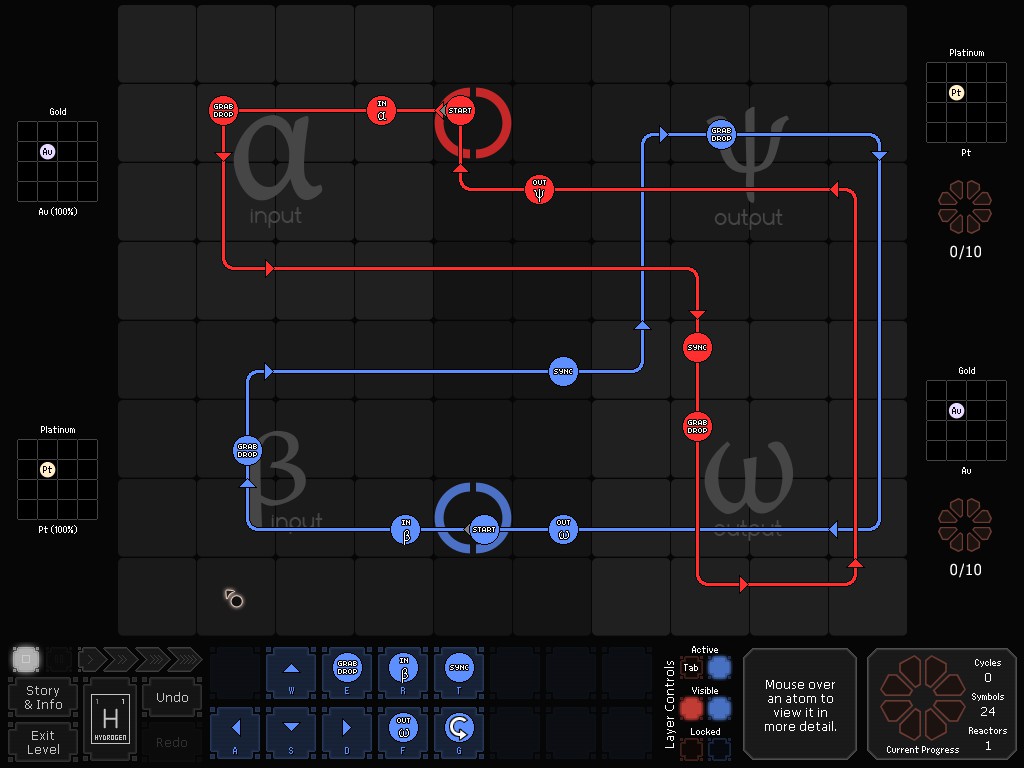 Platinum
Pt
Pt
Gold
Au
Au (100%)
GRAB DROP
IN α
START
GRAB DROP
α
input
ψ
output
OUT ψ
0/10
SYNC
SYNC
Gold
Au
Au
Platinum
Pt
Pt (100%)
GRAB DROP
GRAB DROP
β
input
ω
output
IN β
START
OUT ω
0/10
Story & Info
Exit Level
1 1
H
HYDROGEN
Undo
Redo
W
GRAB DROP
E
IN β
R
SYNC
T
A
S
D
OUT ω
F
G
Layer Controls
Active
Tab
Visible
Locked
Mouse over
an atom to
view it in
more detail.
Current Progress
Cycles
0
Symbols
24
Reactors
1